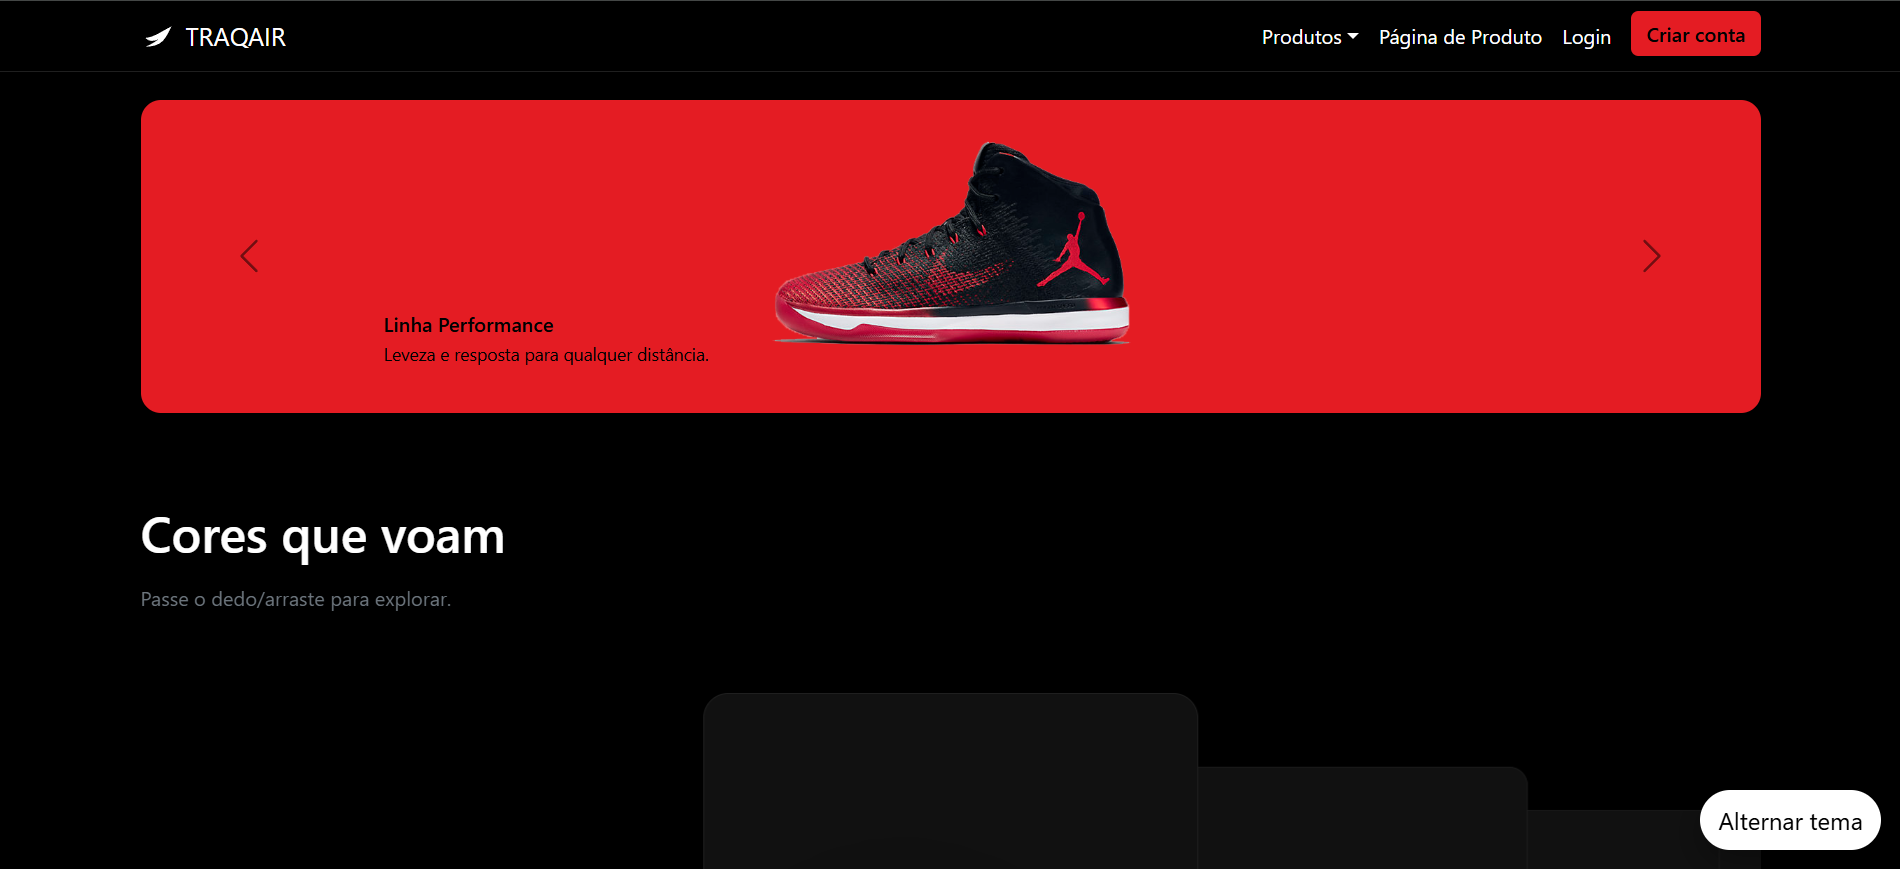 TRAQAIR
Produtos
Página de Produto
Login
Criar conta
Linha Performance
Leveza e resposta para qualquer distância.
Cores que voam
Passe o dedo/arraste para explorar.
Alternar tema